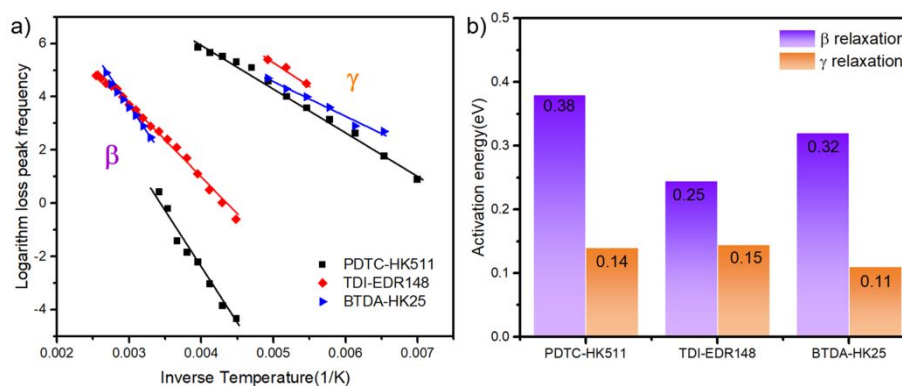 a)
Logarithm loss peak frequency
6
4
2
0
-2
-4
β
γ
PDTC-HK511
TDI-EDR148
BTDA-HK25
0.002 0.003 0.004 0.005 0.006 0.007
Inverse Temperature(1/K)
b)
Activation energy(eV)
0.5
0.4
0.3
0.2
0.1
0.0
β relaxation
γ relaxation
0.38
0.14
0.25
0.15
0.32
0.11
PDTC-HK511 TDI-EDR148 BTDA-HK25